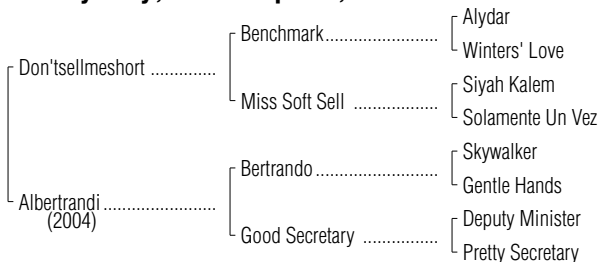 Alydar
Benchmark......................
Winters' Love
Don'tsellmeshort .............
Siyah Kalem
Miss Soft Sell .................
Solamente Un Vez
Skywalker
Bertrando........................
Gentle Hands
Albertrandi ......................
(2004)
Deputy Minister
Good Secretary ...............
Pretty Secretary